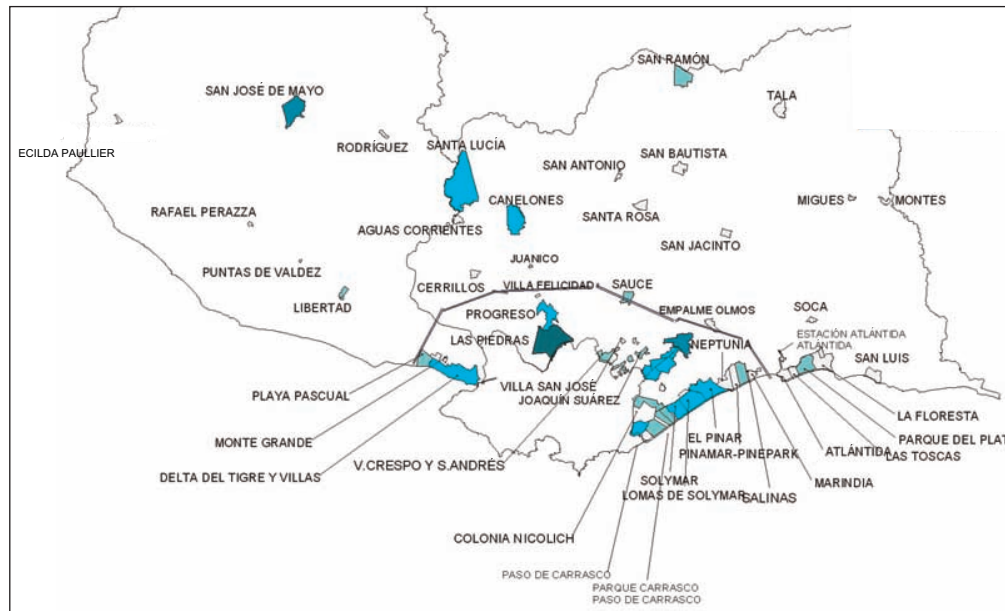 SAN RAMÓN
SAN JOSÉ DE MAYO
TALA
ECILDA PAULLIER
RODRÍGUEZ
SANTA LUCÍA
SAN ANTONIO
SAN BAUTISTA
CANELONES
MIGUES
MONTES
RAFAEL PERAZZA
AGUAS CORRIENTES
SANTA ROSA
SAN JACINTO
JUANICO
PUNTAS DE VALDEZ
CERRILLOS
VILLA FELICIDAD
SAUCE
LIBERTAD
PROGRESO
EMPALME OLMOS
SOCA
LAS PIEDRAS
NEPTUNIA
ESTACIÓN ATLÁNTIDA
ATLÁNTIDA
SAN LUIS
PLAYA PASCUAL
VILLA SAN JOSÉ
JOAQUÍN SUÁREZ
LA FLORESTA
MONTE GRANDE
EL PINAR
PARQUE DEL PLAT
PINAMAR-PINEPARK
ATLÁNTIDA
LAS TOSCAS
V.CRESPO Y S.ANDRÉS
DELTA DEL TIGRE Y VILLAS
SOLYMAR
MARINDIA
LOMAS DE SOLYMAR
SALINAS
COLONIA NICOLICH
PASO DE CARRASCO
PARQUE CARRASCO
PASO DE CARRASCO